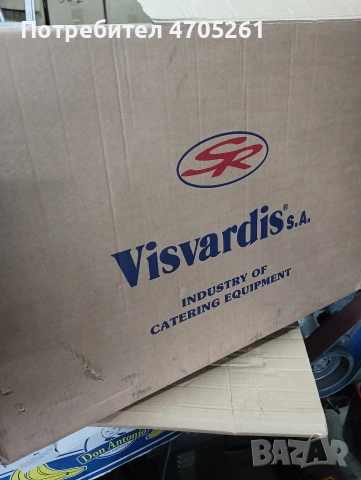 Потребител 4705261
SR
Visvardis® S.A.
INDUSTRY OF
CATERING EQUIPMENT
Don Antonio
BAZAR